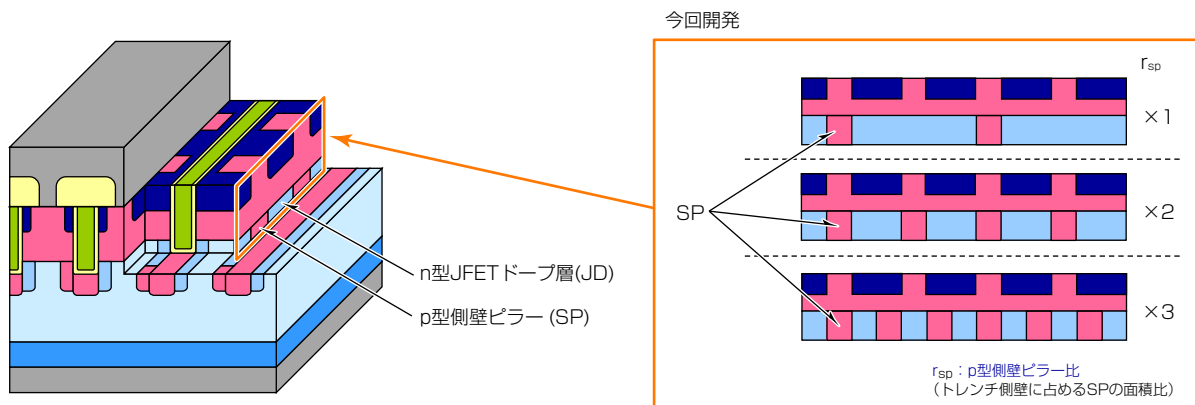 今回開発
rsp
×1
×2
×3
SP
n型JFETドープ層(JD)
p型側壁ピラー (SP)
rsp：p型側壁ピラー比
（トレンチ側壁に占めるSPの面積比）